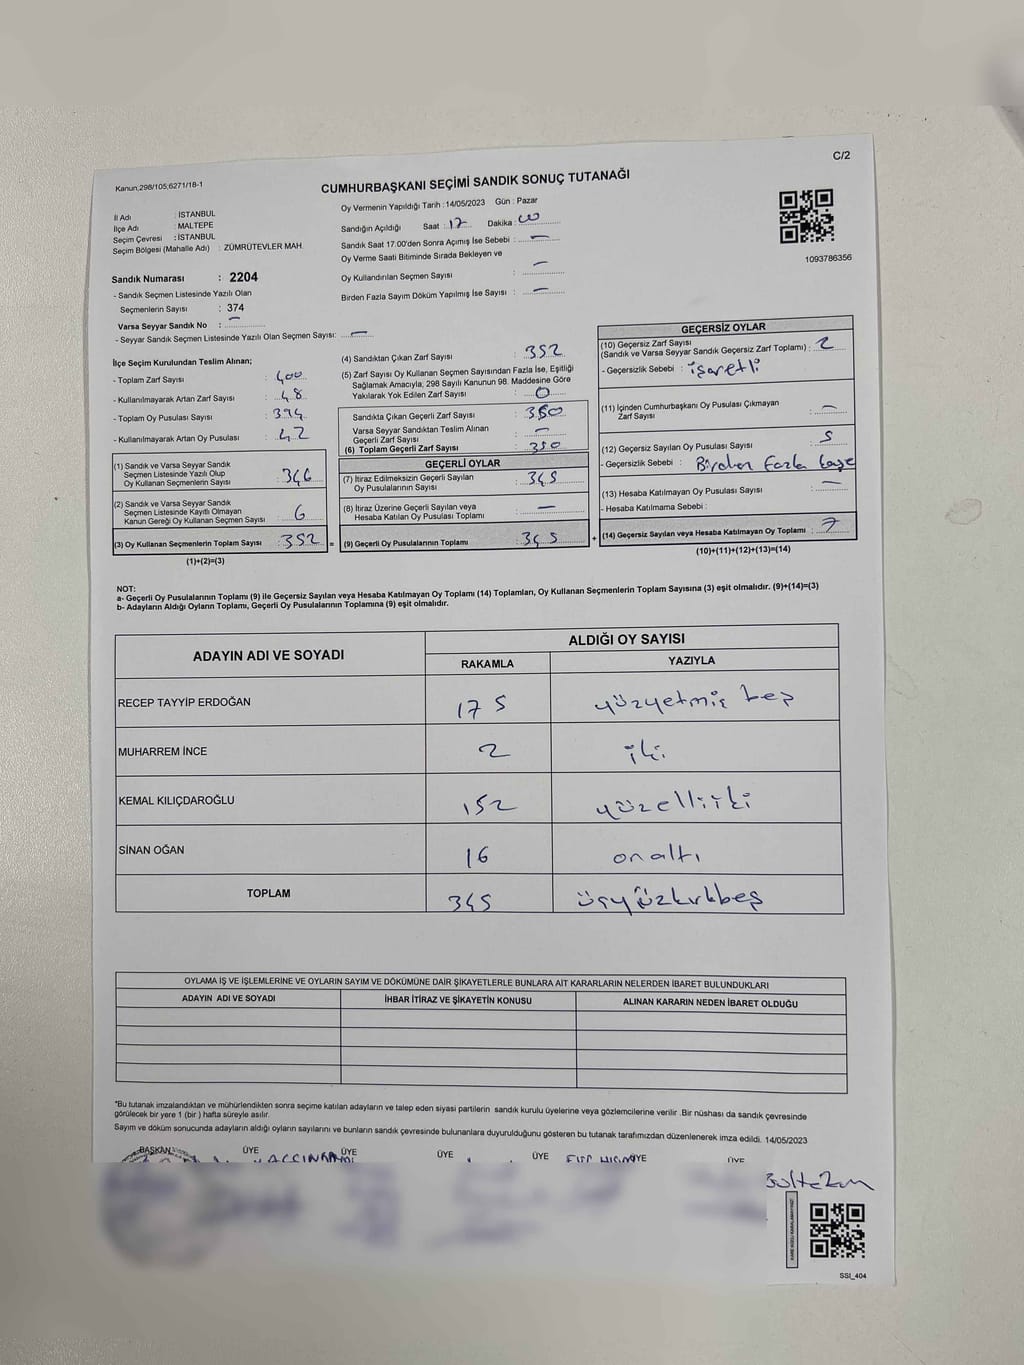 C/2
Kanun,298/105;6271/18-1
CUMHURBAŞKANI SEÇİMİ SANDIK SONUÇ TUTANAĞI
İl Adı : İSTANBUL
İlçe Adı : MALTEPE
Seçim Çevresi : İSTANBUL
Seçim Bölgesi (Mahalle Adı) : ZÜMRÜTEVLER MAH.
Sandık Numarası : 2204
- Sandık Seçmen Listesinde Yazılı Olan
Seçmenlerin Sayısı : 374
Varsa Seyyar Sandık No : –
- Seyyar Sandık Seçmen Listesinde Yazılı Olan Seçmen Sayısı: –
Oy Vermenin Yapıldığı Tarih : 14/05/2023 Gün : Pazar
Sandığın Açıldığı Saat : 17 Dakika : 00
Sandık Saat 17.00'den Sonra Açımış İse Sebebi : –
Oy Verme Saati Bitiminde Sırada Bekleyen ve
Oy Kullandırılan Seçmen Sayısı : –
Birden Fazla Sayım Döküm Yapılmış İse Sayısı : –
1093786356
İlçe Seçim Kurulundan Teslim Alınan;
- Toplam Zarf Sayısı : 400
- Kullanılmayarak Artan Zarf Sayısı : 48
- Toplam Oy Pusulası Sayısı : 394
- Kullanılmayarak Artan Oy Pusulası : 42
(1) Sandık ve Varsa Seyyar Sandık
Seçmen Listesinde Yazılı Olup
Oy Kullanan Seçmenlerin Sayısı : 346
(2) Sandık ve Varsa Seyyar Sandık
Seçmen Listesinde Kayıtlı Olmayan
Kanun Gereği Oy Kullanan Seçmen Sayısı : 6
(3) Oy Kullanan Seçmenlerin Toplam Sayısı : 352 =
(1)+(2)=(3)
(4) Sandıktan Çıkan Zarf Sayısı : 352
(5) Zarf Sayısı Oy Kullanan Seçmen Sayısından Fazla İse, Eşitliği
Sağlamak Amacıyla, 298 Sayılı Kanunun 98. Maddesine Göre
Yakılarak Yok Edilen Zarf Sayısı : 0
Sandıkta Çıkan Geçerli Zarf Sayısı : 350
Varsa Seyyar Sandıktan Teslim Alınan
Geçerli Zarf Sayısı : –
(6) Toplam Geçerli Zarf Sayısı : 350
GEÇERLİ OYLAR
(7) İtiraz Edilmeksizin Geçerli Sayılan
Oy Pusulalarının Sayısı : 345
(8) İtiraz Üzerine Geçerli Sayılan veya
Hesaba Katılan Oy Pusulası Toplamı : –
(9) Geçerli Oy Pusulalarının Toplamı : 345 +
GEÇERSİZ OYLAR
(10) Geçersiz Zarf Sayısı
(Sandık ve Varsa Seyyar Sandık Geçersiz Zarf Toplamı) : 2
- Geçersizlik Sebebi : işaretli
(11) İçinden Cumhurbaşkanı Oy Pusulası Çıkmayan
Zarf Sayısı : –
(12) Geçersiz Sayılan Oy Pusulası Sayısı : 5
- Geçersizlik Sebebi : Birden fazla kaşe
(13) Hesaba Katılmayan Oy Pusulası Sayısı : –
- Hesaba Katılmama Sebebi :
(14) Geçersiz Sayılan veya Hesaba Katılmayan Oy Toplamı : 7
(10)+(11)+(12)+(13)=(14)
NOT:
a- Geçerli Oy Pusulalarının Toplamı (9) ile Geçersiz Sayılan veya Hesaba Katılmayan Oy Toplamı (14) Toplamları, Oy Kullanan Seçmenlerin Toplam Sayısına (3) eşit olmalıdır. (9)+(14)=(3)
b- Adayların Aldığı Oyların Toplamı, Geçerli Oy Pusulalarının Toplamına (9) eşit olmalıdır.
ADAYIN ADI VE SOYADI ALDIĞI OY SAYISI
RAKAMLA YAZIYLA
RECEP TAYYİP ERDOĞAN 175 yüzyetmiş beş
MUHARREM İNCE 2 iki
KEMAL KILIÇDAROĞLU 152 yüzelliiki
SİNAN OĞAN 16 onaltı
TOPLAM 345 üçyüzkırkbeş
OYLAMA İŞ VE İŞLEMLERİNE VE OYLARIN SAYIM VE DÖKÜMÜNE DAİR ŞİKAYETLERLE BUNLARA AİT KARARLARIN NELERDEN İBARET BULUNDUKLARI
ADAYIN ADI VE SOYADI İHBAR İTİRAZ VE ŞİKAYETİN KONUSU ALINAN KARARIN NEDEN İBARET OLDUĞU
"Bu tutanak imzalandıktan ve mühürlendikten sonra seçime katılan adayların ve talep eden siyasi partilerin sandık kurulu üyelerine veya gözlemcilerine verilir .Bir nüshası da sandık çevresinde
görülecek bir yere 1 (bir ) hafta süreyle asılır.
Sayım ve döküm sonucunda adayların aldığı oyların sayılarını ve bunların sandık çevresinde bulunanlara duyurulduğunu gösteren bu tutanak tarafımızdan düzenlenerek imza edildi. 14/05/2023
BAŞKAN ÜYE ÜYE ÜYE ÜYE ÜYE ÜYE
SSI_404